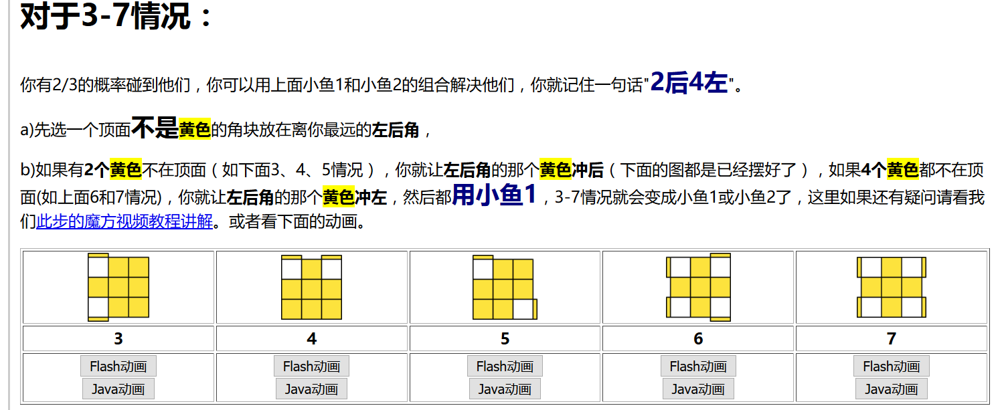 对于3-7情况：
你有2/3的概率碰到他们，你可以用上面小鱼1和小鱼2的组合解决他们，你就记住一句话"2后4左"。
a)先选一个顶面不是黄色的角块放在离你最远的左后角，
b)如果有2个黄色不在顶面（如下面3、4、5情况），你就让左后角的那个黄色冲后（下面的图都是已经摆好了），如果4个黄色都不在顶
面(如上面6和7情况)，你就让左后角的那个黄色冲左，然后都用小鱼1，3-7情况就会变成小鱼1或小鱼2了，这里如果还有疑问请看我
们此步的魔方视频教程讲解。或者看下面的动画。
3 4 5 6 7
Flash动画 Flash动画 Flash动画 Flash动画 Flash动画
Java动画 Java动画 Java动画 Java动画 Java动画